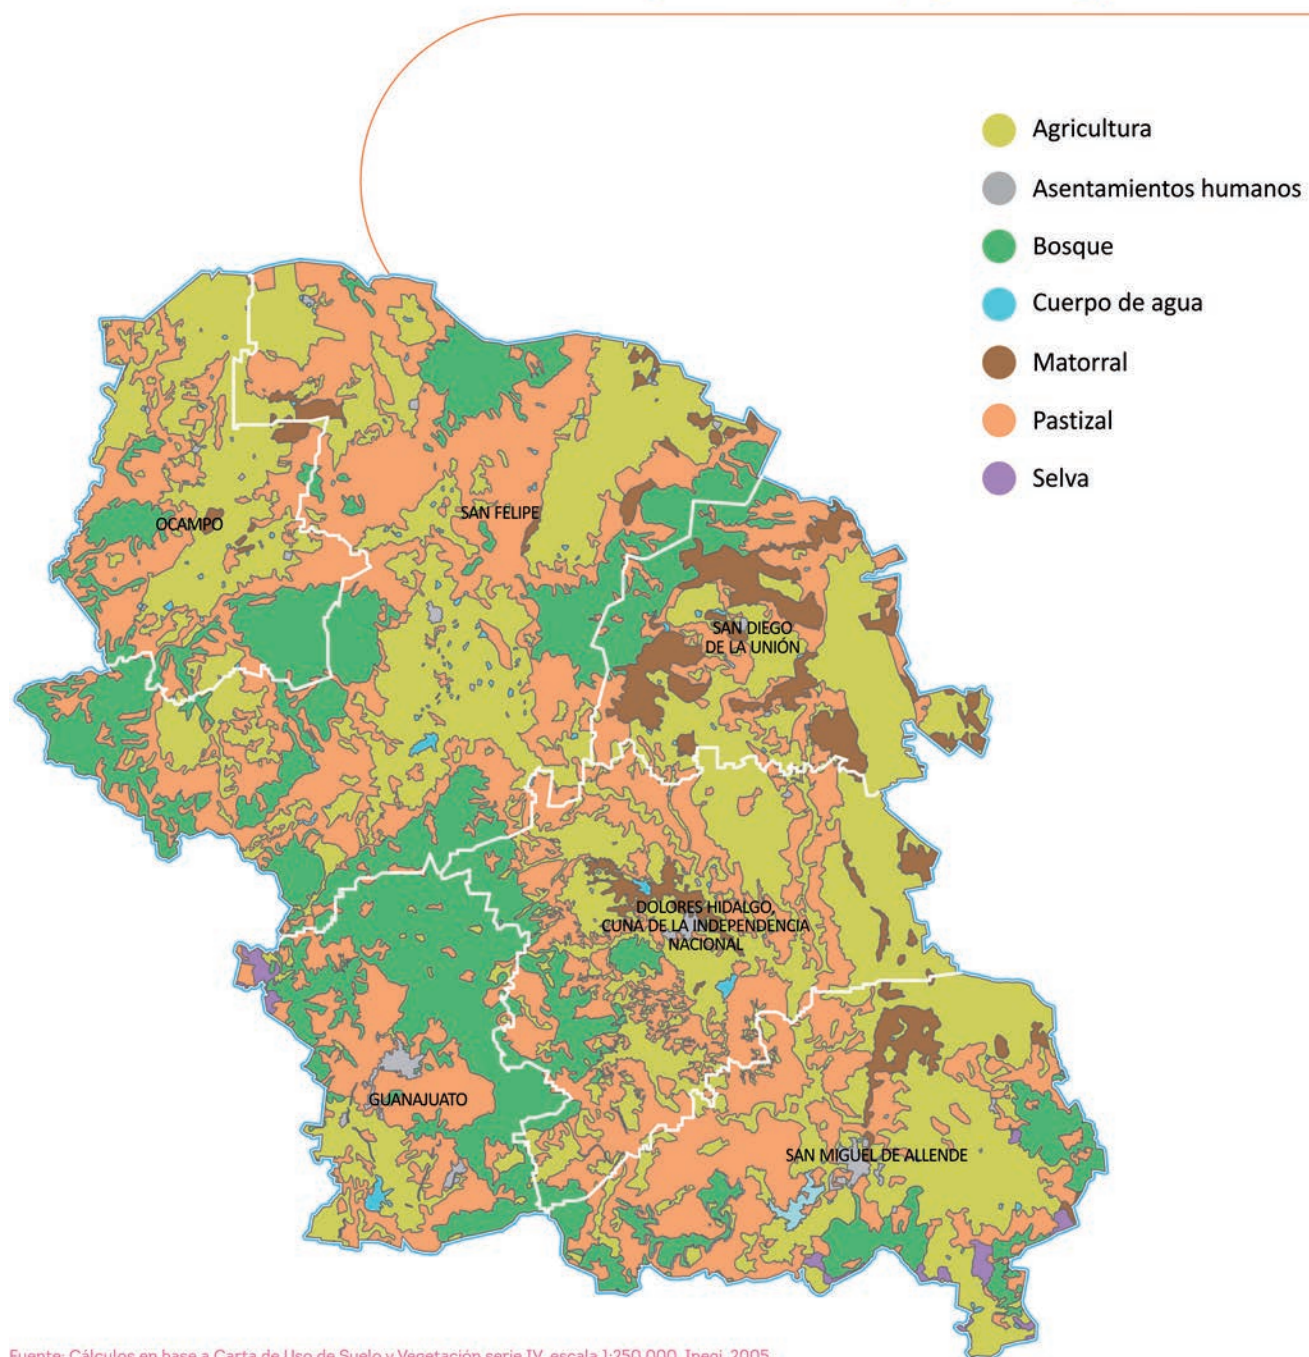 Agricultura
Asentamientos humanos
Bosque
Cuerpo de agua
Matorral
Pastizal
Selva
OCAMPO
SAN FELIPE
SAN DIEGO
DE LA UNIÓN
DOLORES HIDALGO,
CUNA DE LA INDEPENDENCIA
NACIONAL
GUANAJUATO
SAN MIGUEL DE ALLENDE
Fuente: Cálculos en base a Carta de Uso de Suelo y Vegetación serie IV, escala 1:250 000, Inegi, 2005